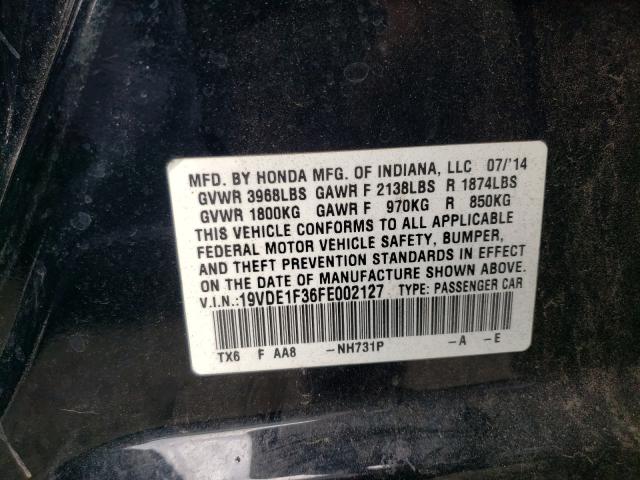 MFD. BY HONDA MFG. OF INDIANA, LLC 07/'14
GVWR 3968LBS GAWR F 2138LBS R 1874LBS
GVWR 1800KG GAWR F 970KG R 850KG
THIS VEHICLE CONFORMS TO ALL APPLICABLE
FEDERAL MOTOR VEHICLE SAFETY, BUMPER,
AND THEFT PREVENTION STANDARDS IN EFFECT
ON THE DATE OF MANUFACTURE SHOWN ABOVE.
V.I.N.:19VDE1F36FE002127 TYPE: PASSENGER CAR
TX6 F AA8 -NH731P -A -E